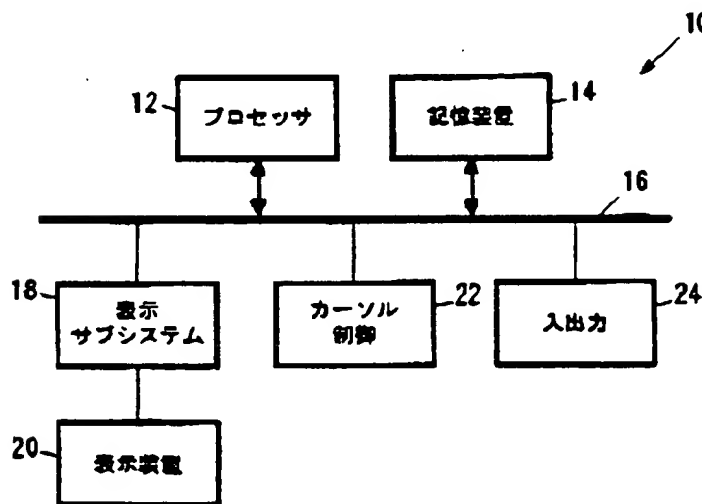 10
12
プロセッサ
記憶装置
14
16
18
表示
サブシステム
カーソル
制御
22
入出力
24
20
表示装置